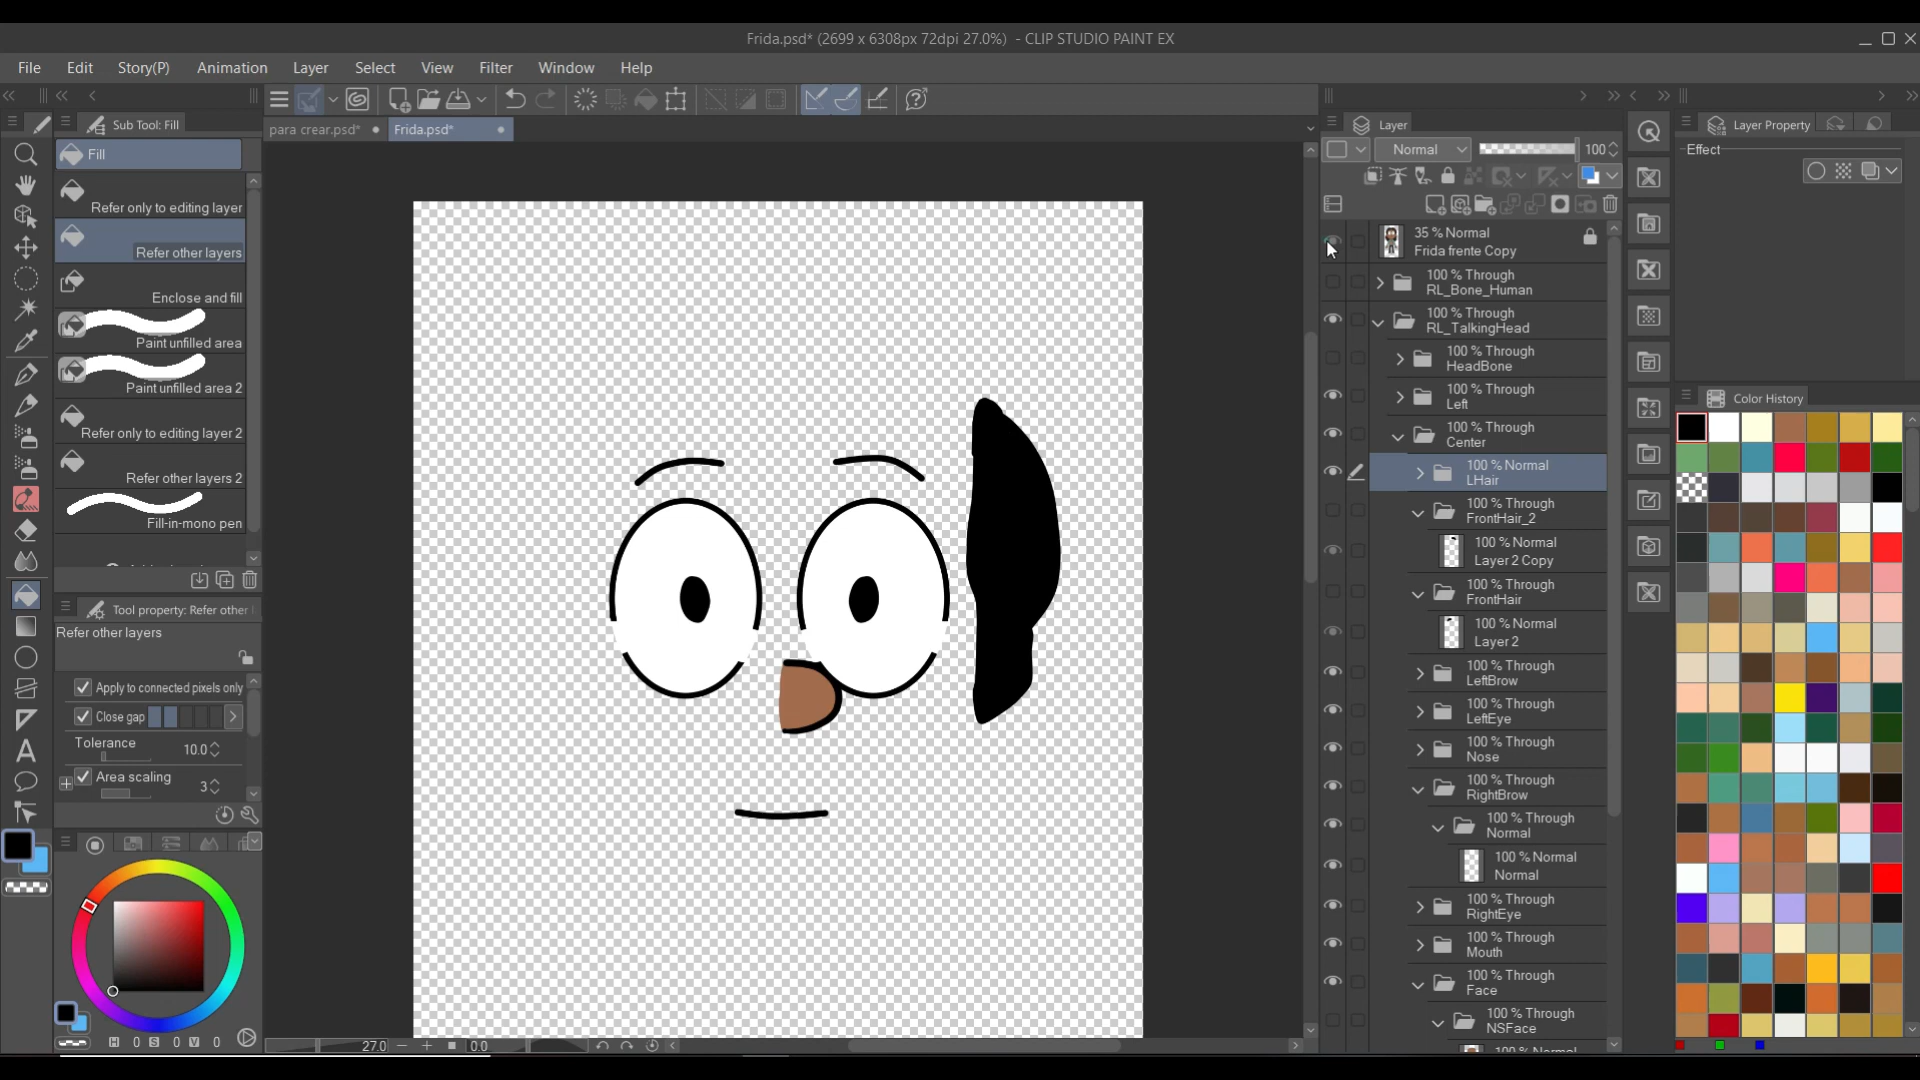 Frida.psd* (2699 x 6308px 72dpi 27.0%) - CLIP STUDIO PAINT EX
File Edit Story(P) Animation Layer Select View Filter Window Help
Sub Tool: Fill
para crear.psd*
Frida.psd*
Fill
Refer only to editing layer
Refer other layers
Enclose and fill
Paint unfilled area
Paint unfilled area 2
Refer only to editing layer 2
Refer other layers 2
Fill-in-mono pen
Tool property: Refer other l
Refer other layers
Apply to connected pixels only
Close gap
Tolerance 10.0
Area scaling 3
H 0 S 0 V 0
27.0
0.0
Layer
Normal 100
35 % Normal
Frida frente Copy
100 % Through
RL_Bone_Human
100 % Through
RL_TalkingHead
100 % Through
HeadBone
100 % Through
Left
100 % Through
Center
100 % Normal
LHair
100 % Through
FrontHair_2
100 % Normal
Layer 2 Copy
100 % Through
FrontHair
100 % Normal
Layer 2
100 % Through
LeftBrow
100 % Through
LeftEye
100 % Through
Nose
100 % Through
RightBrow
100 % Through
Normal
100 % Normal
Normal
100 % Through
RightEye
100 % Through
Mouth
100 % Through
Face
100 % Through
NSFace
100 % Normal
Layer Property
Effect
Color History